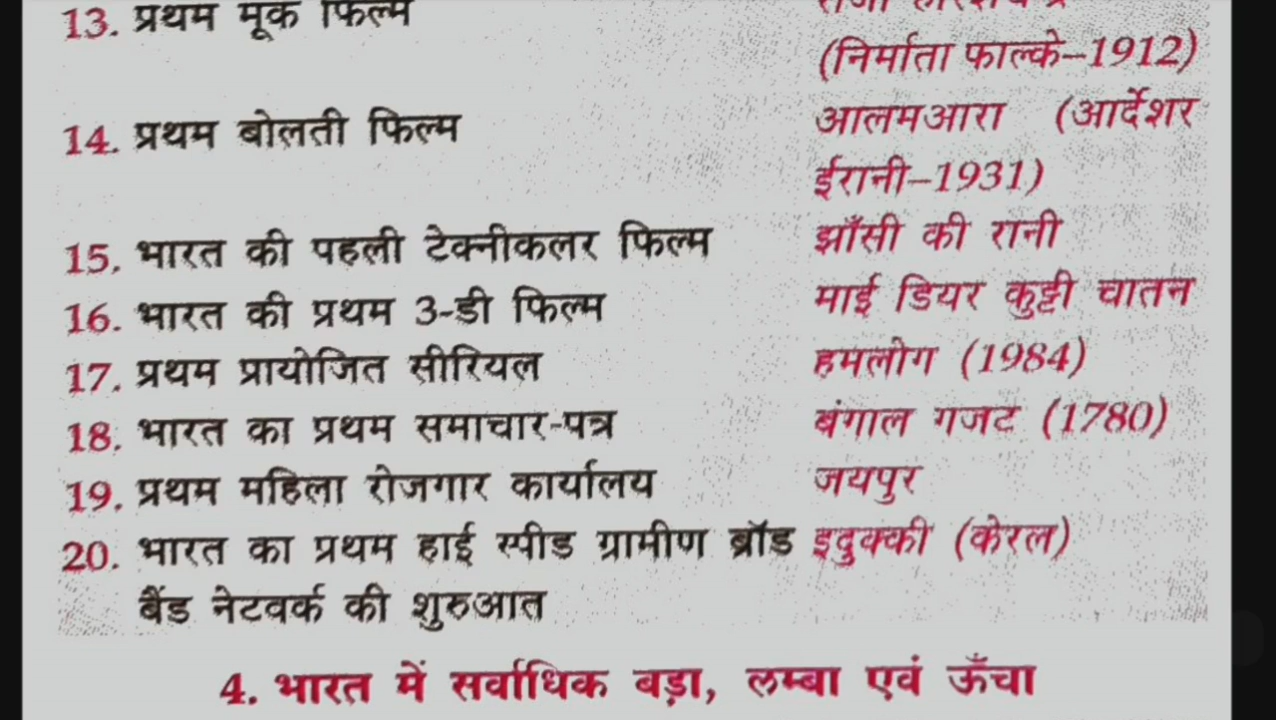 13. प्रथम मूक फिल्म
(निर्माता फाल्के–1912)
14. प्रथम बोलती फिल्म आलमआरा (आर्देशर
ईरानी–1931)
15. भारत की पहली टेक्नीकलर फिल्म झाँसी की रानी
16. भारत की प्रथम 3-डी फिल्म माई डियर कुट्टी चातन
17. प्रथम प्रायोजित सीरियल हमलोग (1984)
18. भारत का प्रथम समाचार-पत्र बंगाल गजट (1780)
19. प्रथम महिला रोजगार कार्यालय जयपुर
20. भारत का प्रथम हाई स्पीड ग्रामीण ब्रॉड इदुक्की (केरल)
बैंड नेटवर्क की शुरुआत
4. भारत में सर्वाधिक बड़ा, लम्बा एवं ऊँचा